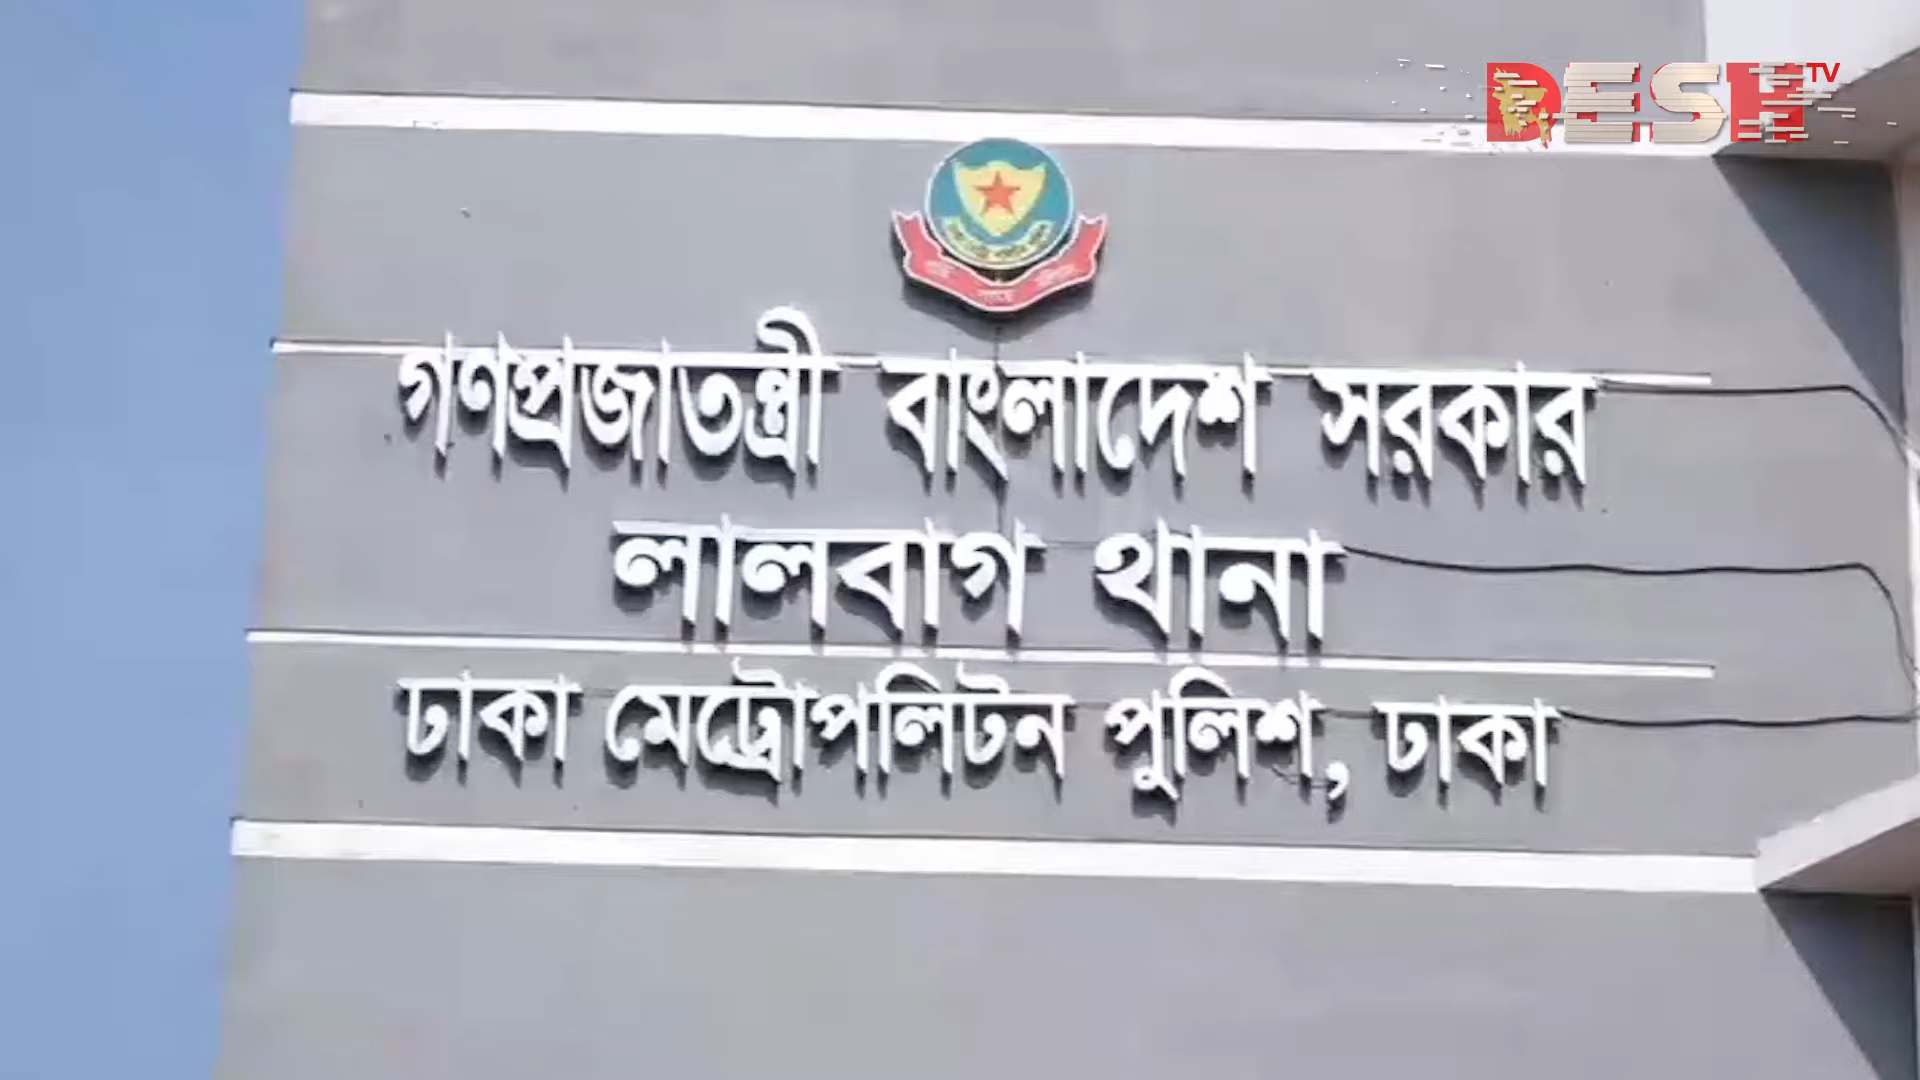 DESH TV
গণপ্রজাতন্ত্রী বাংলাদেশ সরকার
লালবাগ থানা
ঢাকা মেট্রোপলিটন পুলিশ, ঢাকা